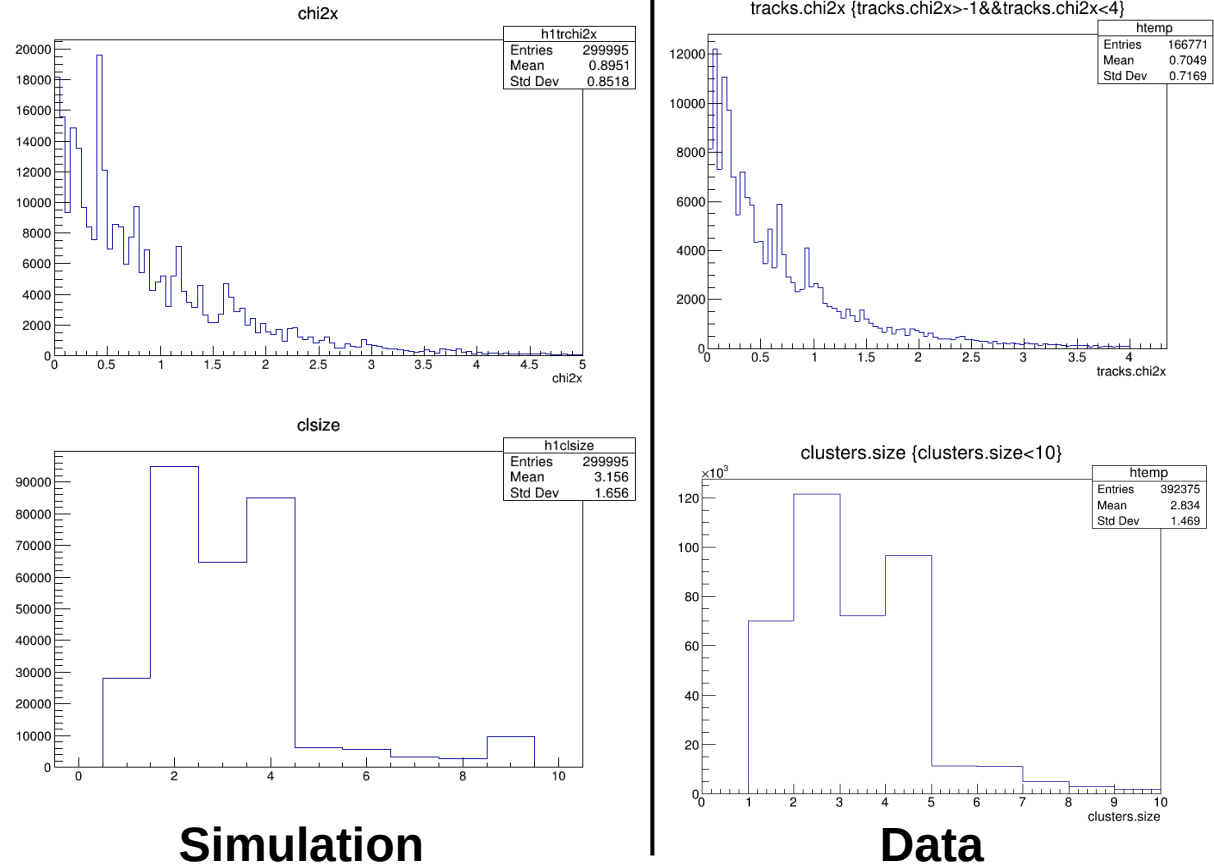 chi2x
h1trchi2x
Entries 299995
Mean 0.8951
Std Dev 0.8518
20000
18000
16000
14000
12000
10000
8000
6000
4000
2000
0
0 0.5 1 1.5 2 2.5 3 3.5 4 4.5 5
chi2x
tracks.chi2x {tracks.chi2x>-1&&tracks.chi2x<4}
htemp
Entries 166771
Mean 0.7049
Std Dev 0.7169
12000
10000
8000
6000
4000
2000
0
0 0.5 1 1.5 2 2.5 3 3.5 4
tracks.chi2x
clsize
h1clsize
Entries 299995
Mean 3.156
Std Dev 1.656
90000
80000
70000
60000
50000
40000
30000
20000
10000
0
0 2 4 6 8 10
clusters.size {clusters.size<10}
×10³
htemp
Entries 392375
Mean 2.834
Std Dev 1.469
120
100
80
60
40
20
0
0 1 2 3 4 5 6 7 8 9 10
clusters.size
Simulation
Data